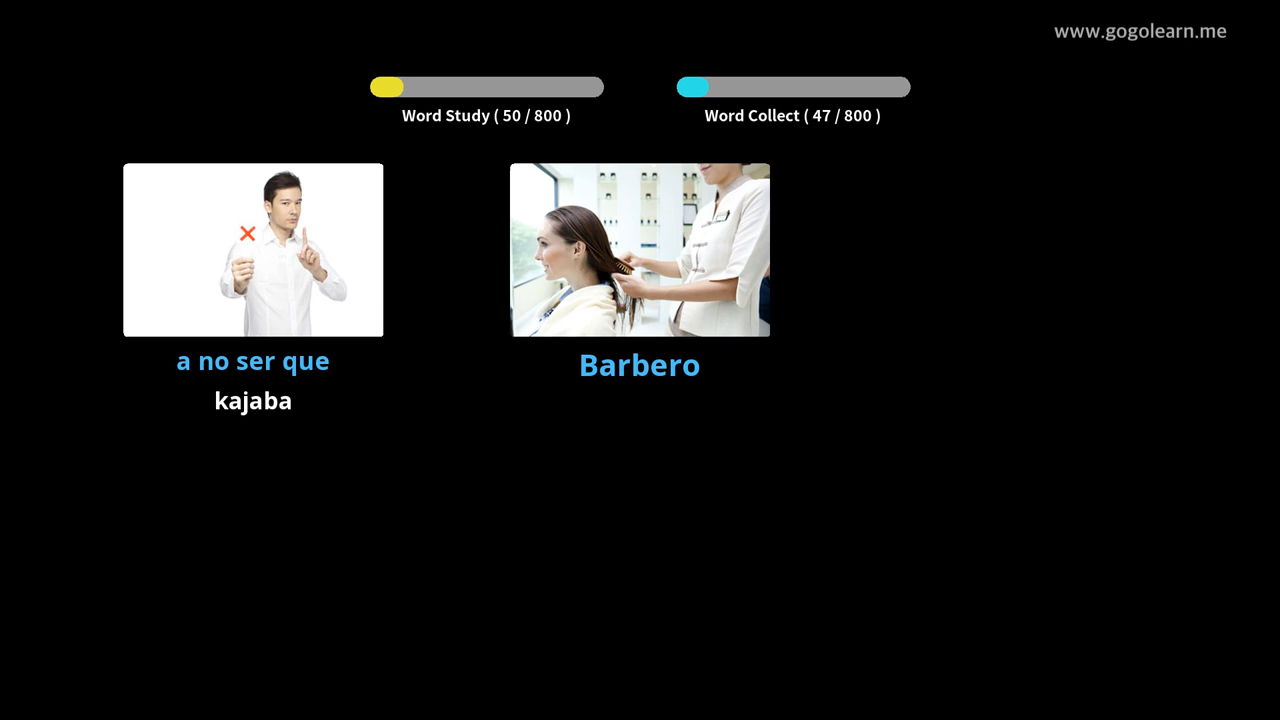 www.gogolearn.me
Word Study ( 50 / 800 )
Word Collect ( 47 / 800 )
a no ser que
kajaba
Barbero